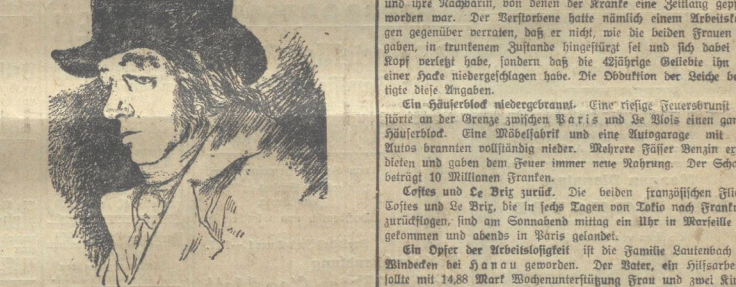 und ihre Nachbarin, von denen der Kranke eine Zeitlang gep
worden war. Der Verstorbene hatte nämlich einem Arbeitsk
gen gegenüber verraten, daß er nicht, wie die beiden Frauen
gaben, in trunkenem Zustande hingestürzt sei und sich dabei
Kopf verletzt habe, sondern daß die 42jährige Geliebte ihn
einer Hacke niedergeschlagen habe. Die Obduktion der Leiche be
tigte diese Angaben.
Ein Häuserblock niedergebrannt. Eine riesige Feuersbrunst
störte an der Grenze zwischen Paris und Le Blois einen gan
Häuserblock. Eine Möbelfabrik und eine Autogarage mit
Autos brannten vollständig nieder. Mehrere Fässer Benzin ex
dieten und gaben dem Feuer immer neue Nahrung. Der Scha
beträgt 10 Millionen Franken.
Costes und Le Brix zurück. Die beiden französischen Flie
Costes und Le Brix, die in sechs Tagen von Tokio nach Frankr
zurückflogen, sind am Sonnabend mittag ein Uhr in Marseille
gekommen und abends in Paris gelandet.
Ein Opfer der Arbeitslosigkeit ist die Familie Lautenbach
Windecken bei Hanau geworden. Der Vater, ein Hilfsarbe
sollte mit 14,88 Mark Wochenunterstützung Frau und zwei Kin